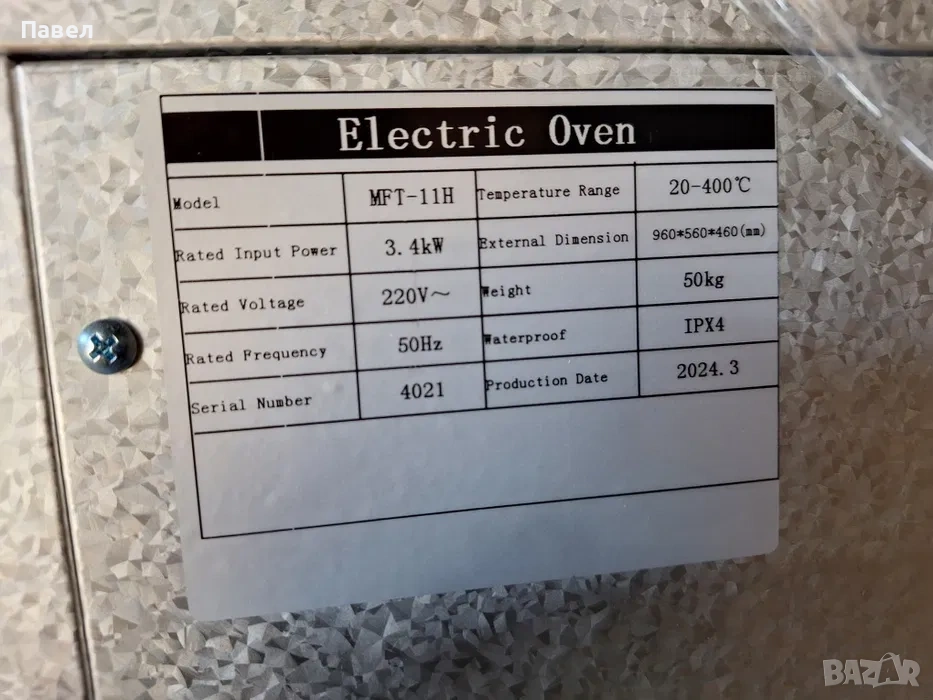 Павел
Electric Oven
Model MFT-11H Temperature Range 20-400℃
Rated Input Power 3.4kW External Dimension 960*560*460(mm)
Rated Voltage 220V～ Weight 50kg
Rated Frequency 50Hz Waterproof IPX4
Serial Number 4021 Production Date 2024.3
BAZAR